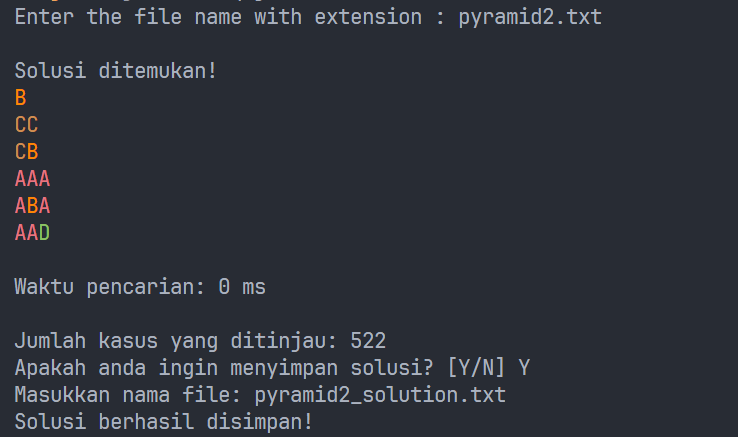 Enter the file name with extension : pyramid2.txt
Solusi ditemukan!
B
CC
CB
AAA
ABA
AAD
Waktu pencarian: 0 ms
Jumlah kasus yang ditinjau: 522
Apakah anda ingin menyimpan solusi? [Y/N] Y
Masukkan nama file: pyramid2_solution.txt
Solusi berhasil disimpan!